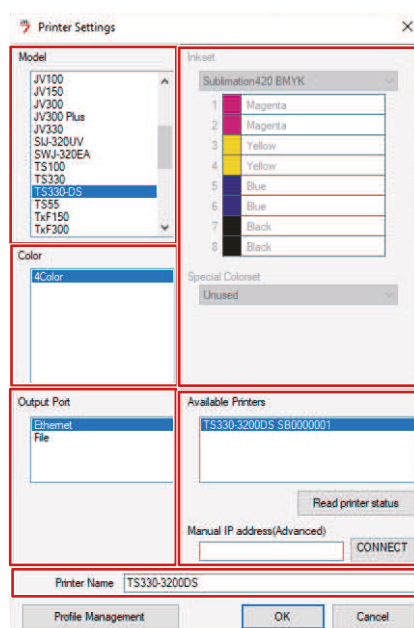 Printer Settings
Model
JV100
JV150
JV300
JV300 Plus
JV330
SIJ-320UV
SWJ-320EA
TS100
TS330
TS330-DS
TS55
TxF150
TxF300
Inkset
Sublimation420 BMYK
1 Magenta
2 Magenta
3 Yellow
4 Yellow
5 Blue
6 Blue
7 Black
8 Black
Color
4Color
Special Colorset
Unused
Output Port
Ethernet
File
Available Printers
TS330-3200DS SB0000001
Read printer status
Manual IP address(Advanced)
CONNECT
Printer Name TS330-3200DS
Profile Management OK Cancel